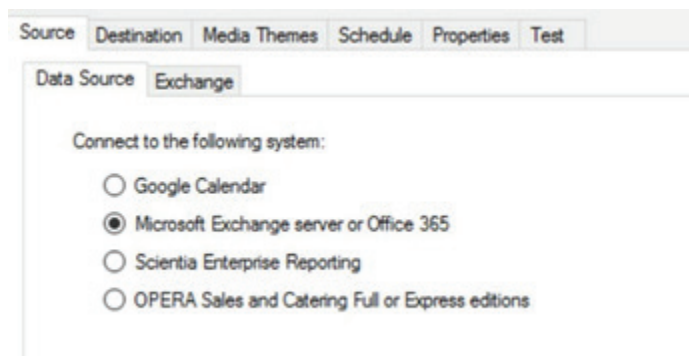 Source Destination Media Themes Schedule Properties Test
Data Source Exchange
Connect to the following system:
Google Calendar
Microsoft Exchange server or Office 365
Scientia Enterprise Reporting
OPERA Sales and Catering Full or Express editions